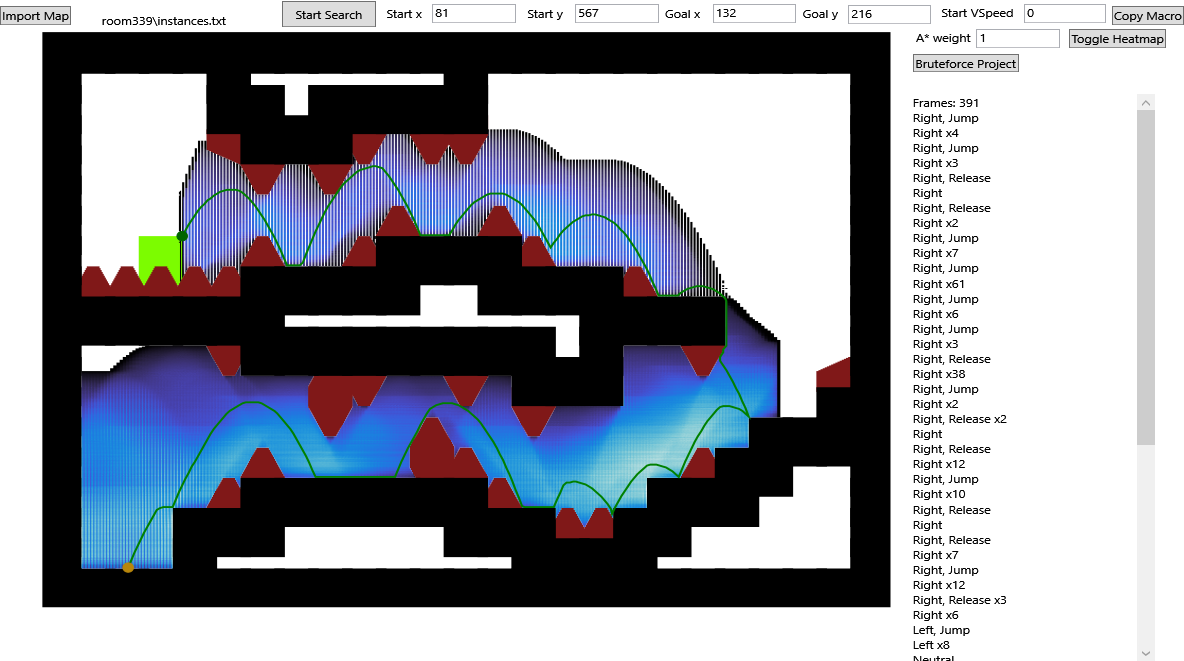 Import Map
room339\instances.txt
Start Search
Start x 81
Start y 567
Goal x 132
Goal y 216
Start VSpeed 0
Copy Macro
A* weight 1
Toggle Heatmap
Bruteforce Project
Frames: 391
Right, Jump
Right x4
Right, Jump
Right x3
Right, Release
Right
Right, Release
Right x2
Right, Jump
Right x7
Right, Jump
Right x61
Right, Jump
Right x6
Right, Jump
Right x3
Right, Release
Right x38
Right, Jump
Right x2
Right, Release x2
Right
Right, Release
Right x12
Right, Jump
Right x10
Right, Release
Right
Right, Release
Right x7
Right, Jump
Right x12
Right, Release x3
Right x6
Left, Jump
Left x8
Neutral